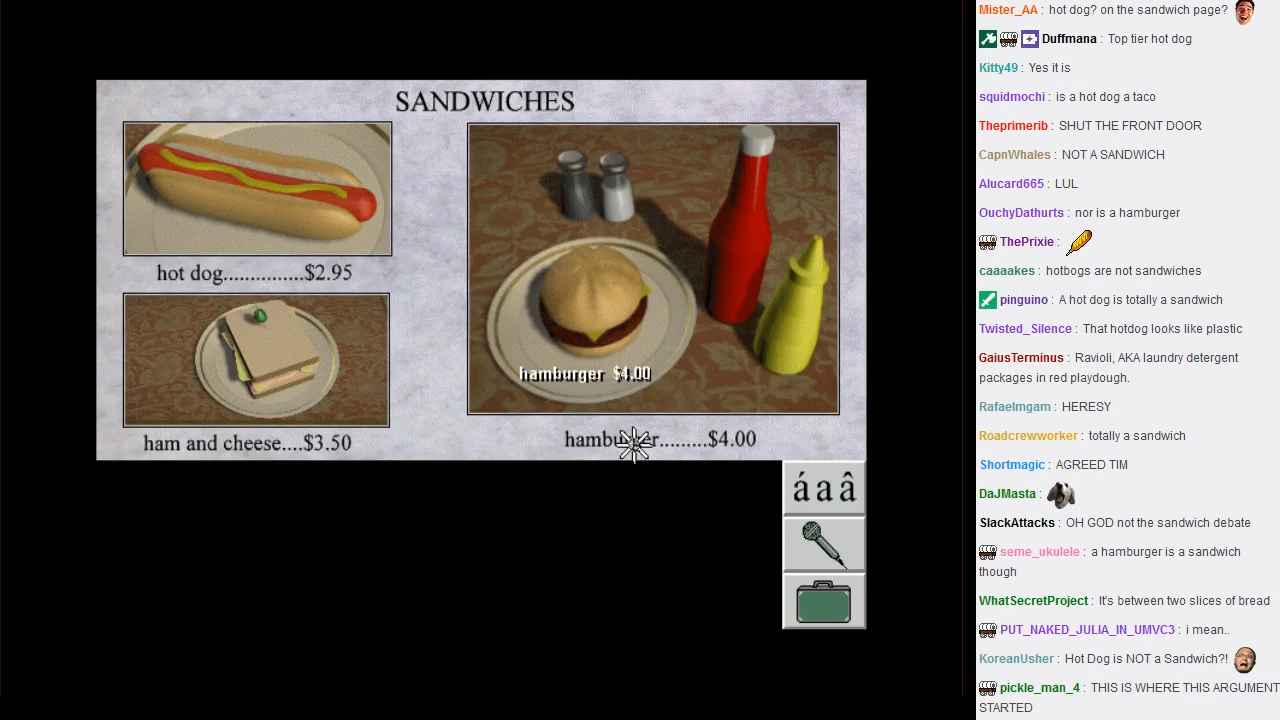 SANDWICHES
hot dog...............$2.95
ham and cheese....$3.50
hamburger $4.00
hamburger.........$4.00
á a â
Mister_AA : hot dog? on the sandwich page?
Duffmana : Top tier hot dog
Kitty49 : Yes it is
squidmochi : is a hot dog a taco
Theprimerib : SHUT THE FRONT DOOR
CapnWhales : NOT A SANDWICH
Alucard665 : LUL
OuchyDathurts : nor is a hamburger
ThePrixie :
caaaakes : hotbogs are not sandwiches
pinguino : A hot dog is totally a sandwich
Twisted_Silence : That hotdog looks like plastic
GaiusTerminus : Ravioli, AKA laundry detergent
packages in red playdough.
Rafaelmgam : HERESY
Roadcrewworker : totally a sandwich
Shortmagic : AGREED TIM
DaJMasta :
SlackAttacks : OH GOD not the sandwich debate
seme_ukulele : a hamburger is a sandwich
though
WhatSecretProject : It's between two slices of bread
PUT_NAKED_JULIA_IN_UMVC3 : i mean..
KoreanUsher : Hot Dog is NOT a Sandwich?!
pickle_man_4 : THIS IS WHERE THIS ARGUMENT
STARTED